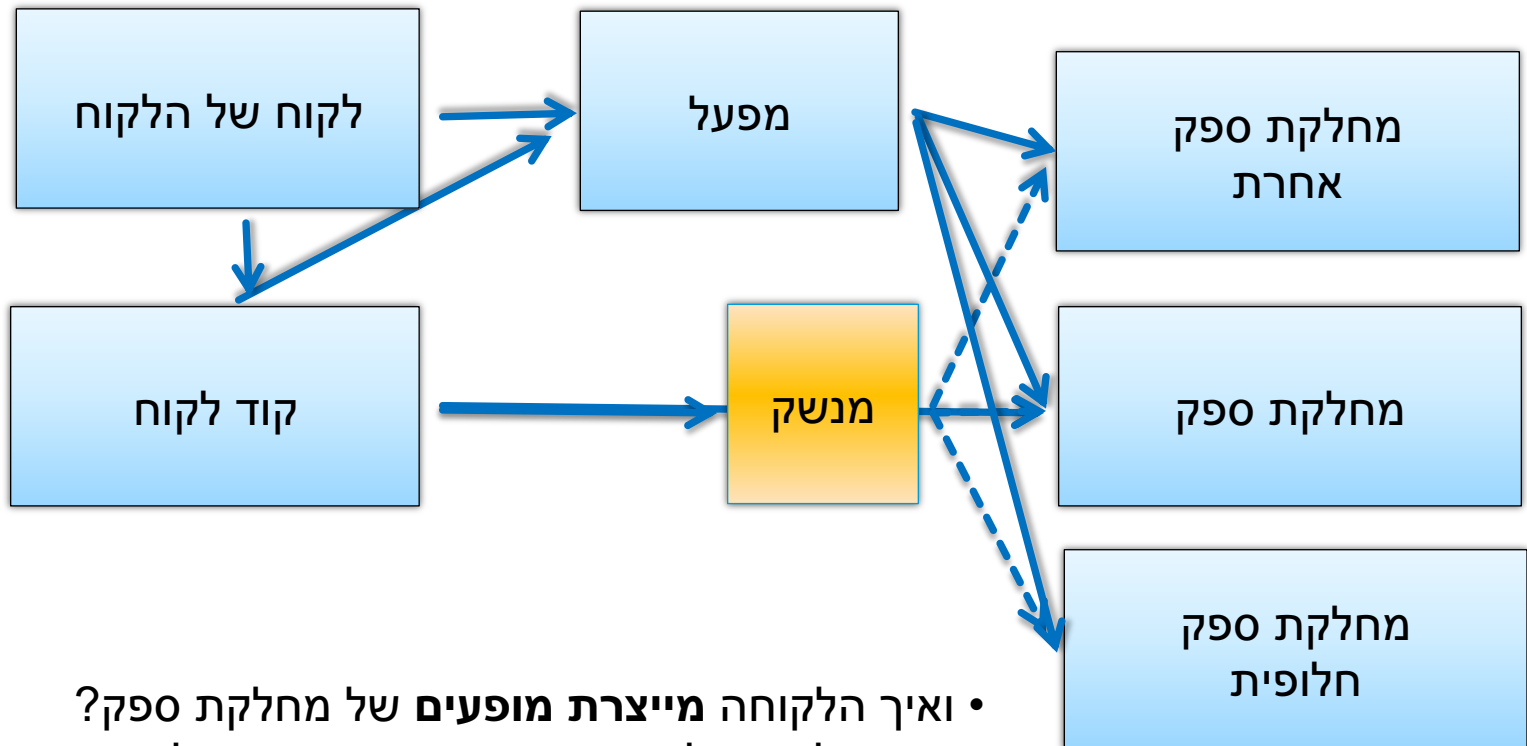 לקוח של הלקוח
מפעל
מחלקת ספק
אחרת
קוד לקוח
מנשק
מחלקת ספק
מחלקת ספק
חלופית
• ואיך הלקוחה מייצרת מופעים של מחלקת ספק?